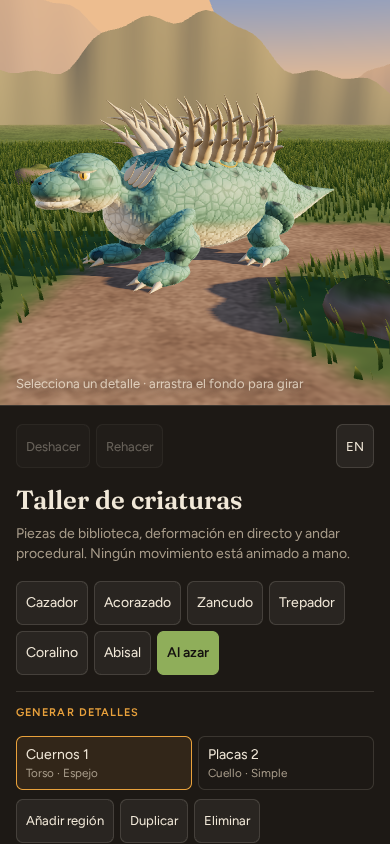 Selecciona un detalle · arrastra el fondo para girar
Deshacer
Rehacer
EN
Taller de criaturas
Piezas de biblioteca, deformación en directo y andar
procedural. Ningún movimiento está animado a mano.
Cazador
Acorazado
Zancudo
Trepador
Coralino
Abisal
Al azar
GENERAR DETALLES
Cuernos 1
Torso · Espejo
Placas 2
Cuello · Simple
Añadir región
Duplicar
Eliminar